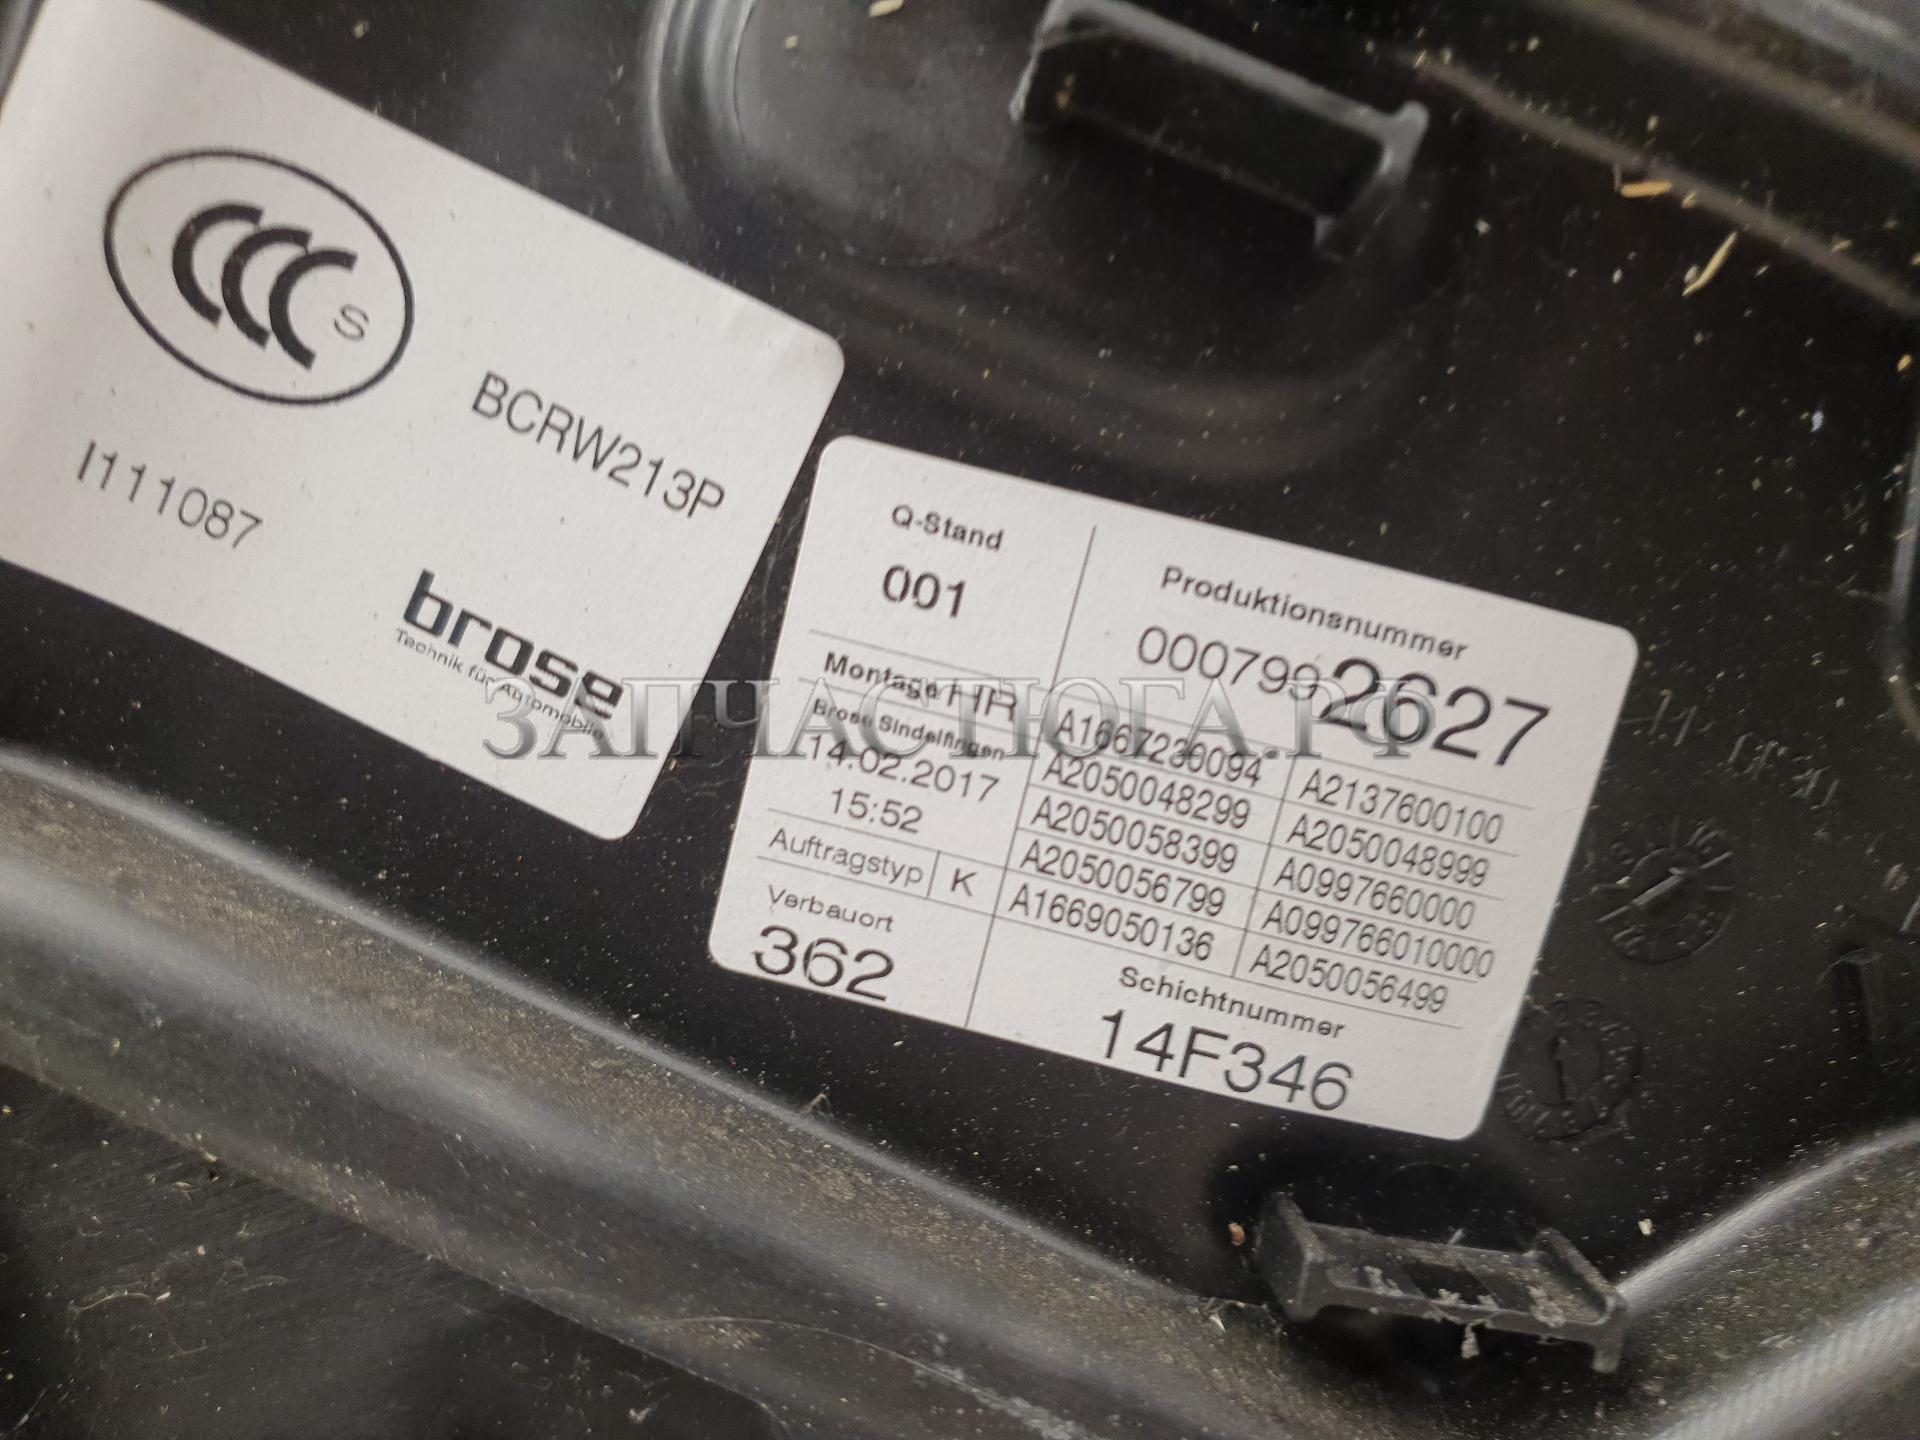 CCC S
BCRW213P
I111087
brose
Technik für Automobile
Q-Stand
001
Produktionsnummer
0007992627
Montage HR
Brose Sindelfingen
14.02.2017
15:52
Auftragstyp K
Verbauort
362
A1667230094 A2137600100
A2050048299 A2050048999
A2050058399 A0997660000
A2050056799 A099766010000
A1669050136 A2050056499
Schichtnummer
14F346
ЗАПЧАСТЮГА.РФ